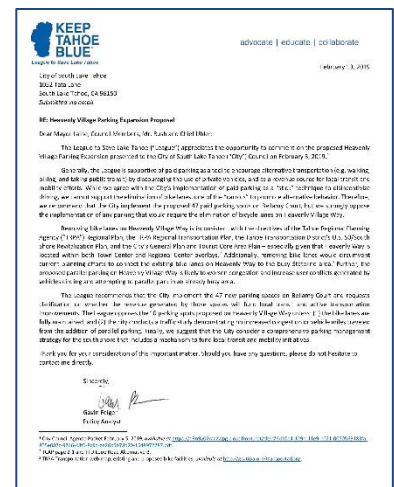 KEEP
TAHOE
BLUE
League to Save Lake Tahoe
advocate | educate | collaborate
February 13, 2019
City of South Lake Tahoe
1052 Tata Lane
South Lake Tahoe, CA 96150
Submitted via email
RE: Heavenly Village Parking Expansion Proposal
Dear Mayor Laine, Council Members, Mr. Rush and Chief Uhler:
The League to Save Lake Tahoe ("League") appreciates the opportunity to comment on the proposed Heavenly
Village Parking Expansion presented to the City of South Lake Tahoe ("City") Council on February 5, 2019.
Generally, the League is supportive of paid parking as a tool to encourage alternative transportation (e.g. walking,
biking, and taking public transit) by discouraging the use of private vehicles, and as a revenue source for local transit and
mobility efforts. While we agree with the City's implementation of paid parking as a "stick" technique to disincentivize
driving, we cannot support the elimination of bike lanes, one of the "carrots" to promote alternative behavior. Therefore,
we recommend that the City implement the proposed 47 paid parking spots on Bellamy Court, but we strongly oppose
the implementation of any parking that would require the elimination of bicycle lanes on Heavenly Village Way.
Removing bike lanes on Heavenly Village Way is inconsistent with the directives of the Tahoe Regional Planning
Agency ("TRPA") Regional Plan, the TRPA Regional Transportation Plan, the Tahoe Transportation District's U.S. 50/South
Shore Revitalization Plan, and the City's General Plan and Tourist Core Area Plan – especially given that Heavenly Way is
located within both Town Center and Regional Center overlays. Additionally, removing bike lanes would circumvent
current planning efforts to connect the existing bike lanes on Heavenly Way to the busy Stateline area. Further, the
proposed parallel parking on Heavenly Village Way is likely to worsen congestion and increase user conflicts generated by
vehicles circling and attempting to parallel park in an already busy area.
The League recommends that the City implement the 47 new parking spaces on Bellamy Court and requests
clarification on whether the revenue generated by those spaces will fund local transit and active transportation
improvements. The League opposes the parking spots proposed on Heavenly Village Way unless: (1) the bike lanes are
fully maintained, and (2) the city conducts a traffic study demonstrating no increased congestion or vehicle miles traveled
from the addition of parallel parking. Finally, we suggest that the City consider a comprehensive parking management
strategy for the south shore that includes a mechanism to fund local transit and mobility initiatives.
Thank you for your consideration of this important matter. Should you have any questions, please do not hesitate to
contact me directly.
Sincerely,
Gavin Feiger
Policy Analyst
City Council Agenda Packet February 5, 2019, available at